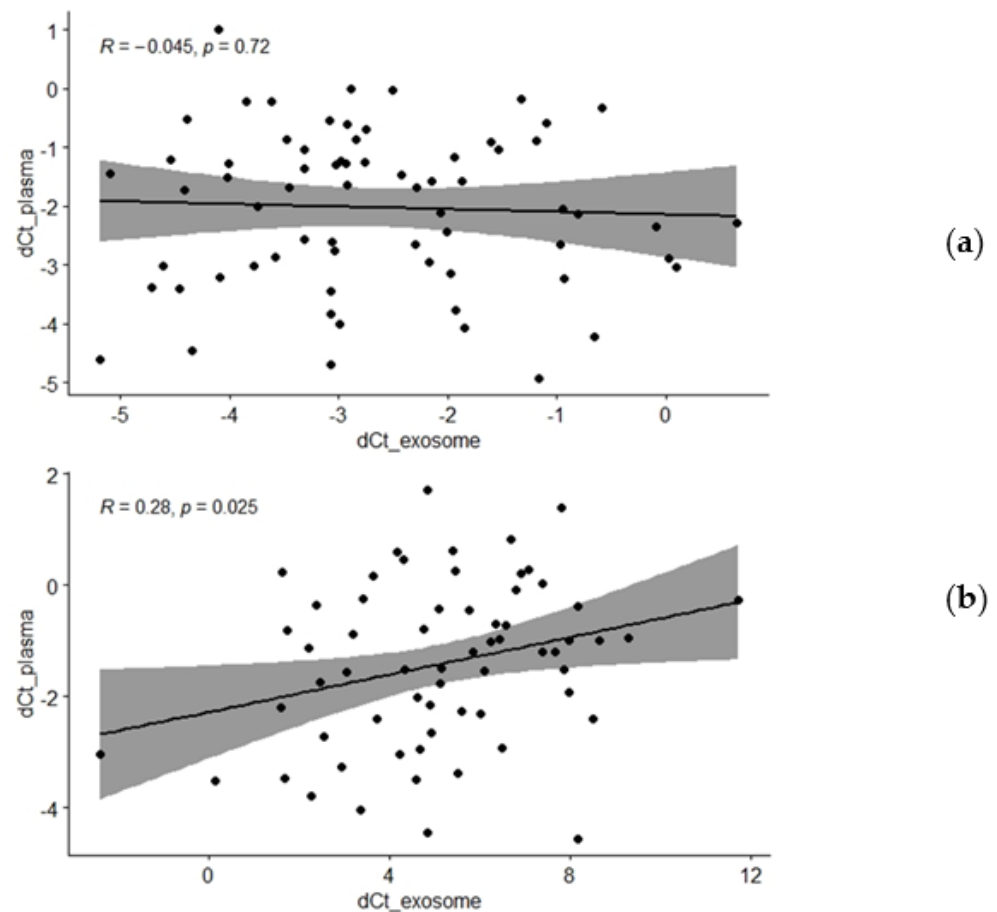 1
R = −0.045, p = 0.72
0
-1
-2
-3
-4
-5
dCt_plasma
-5 -4 -3 -2 -1 0
dCt_exosome
(a)
2
R = 0.28, p = 0.025
0
-2
-4
dCt_plasma
0 4 8 12
dCt_exosome
(b)